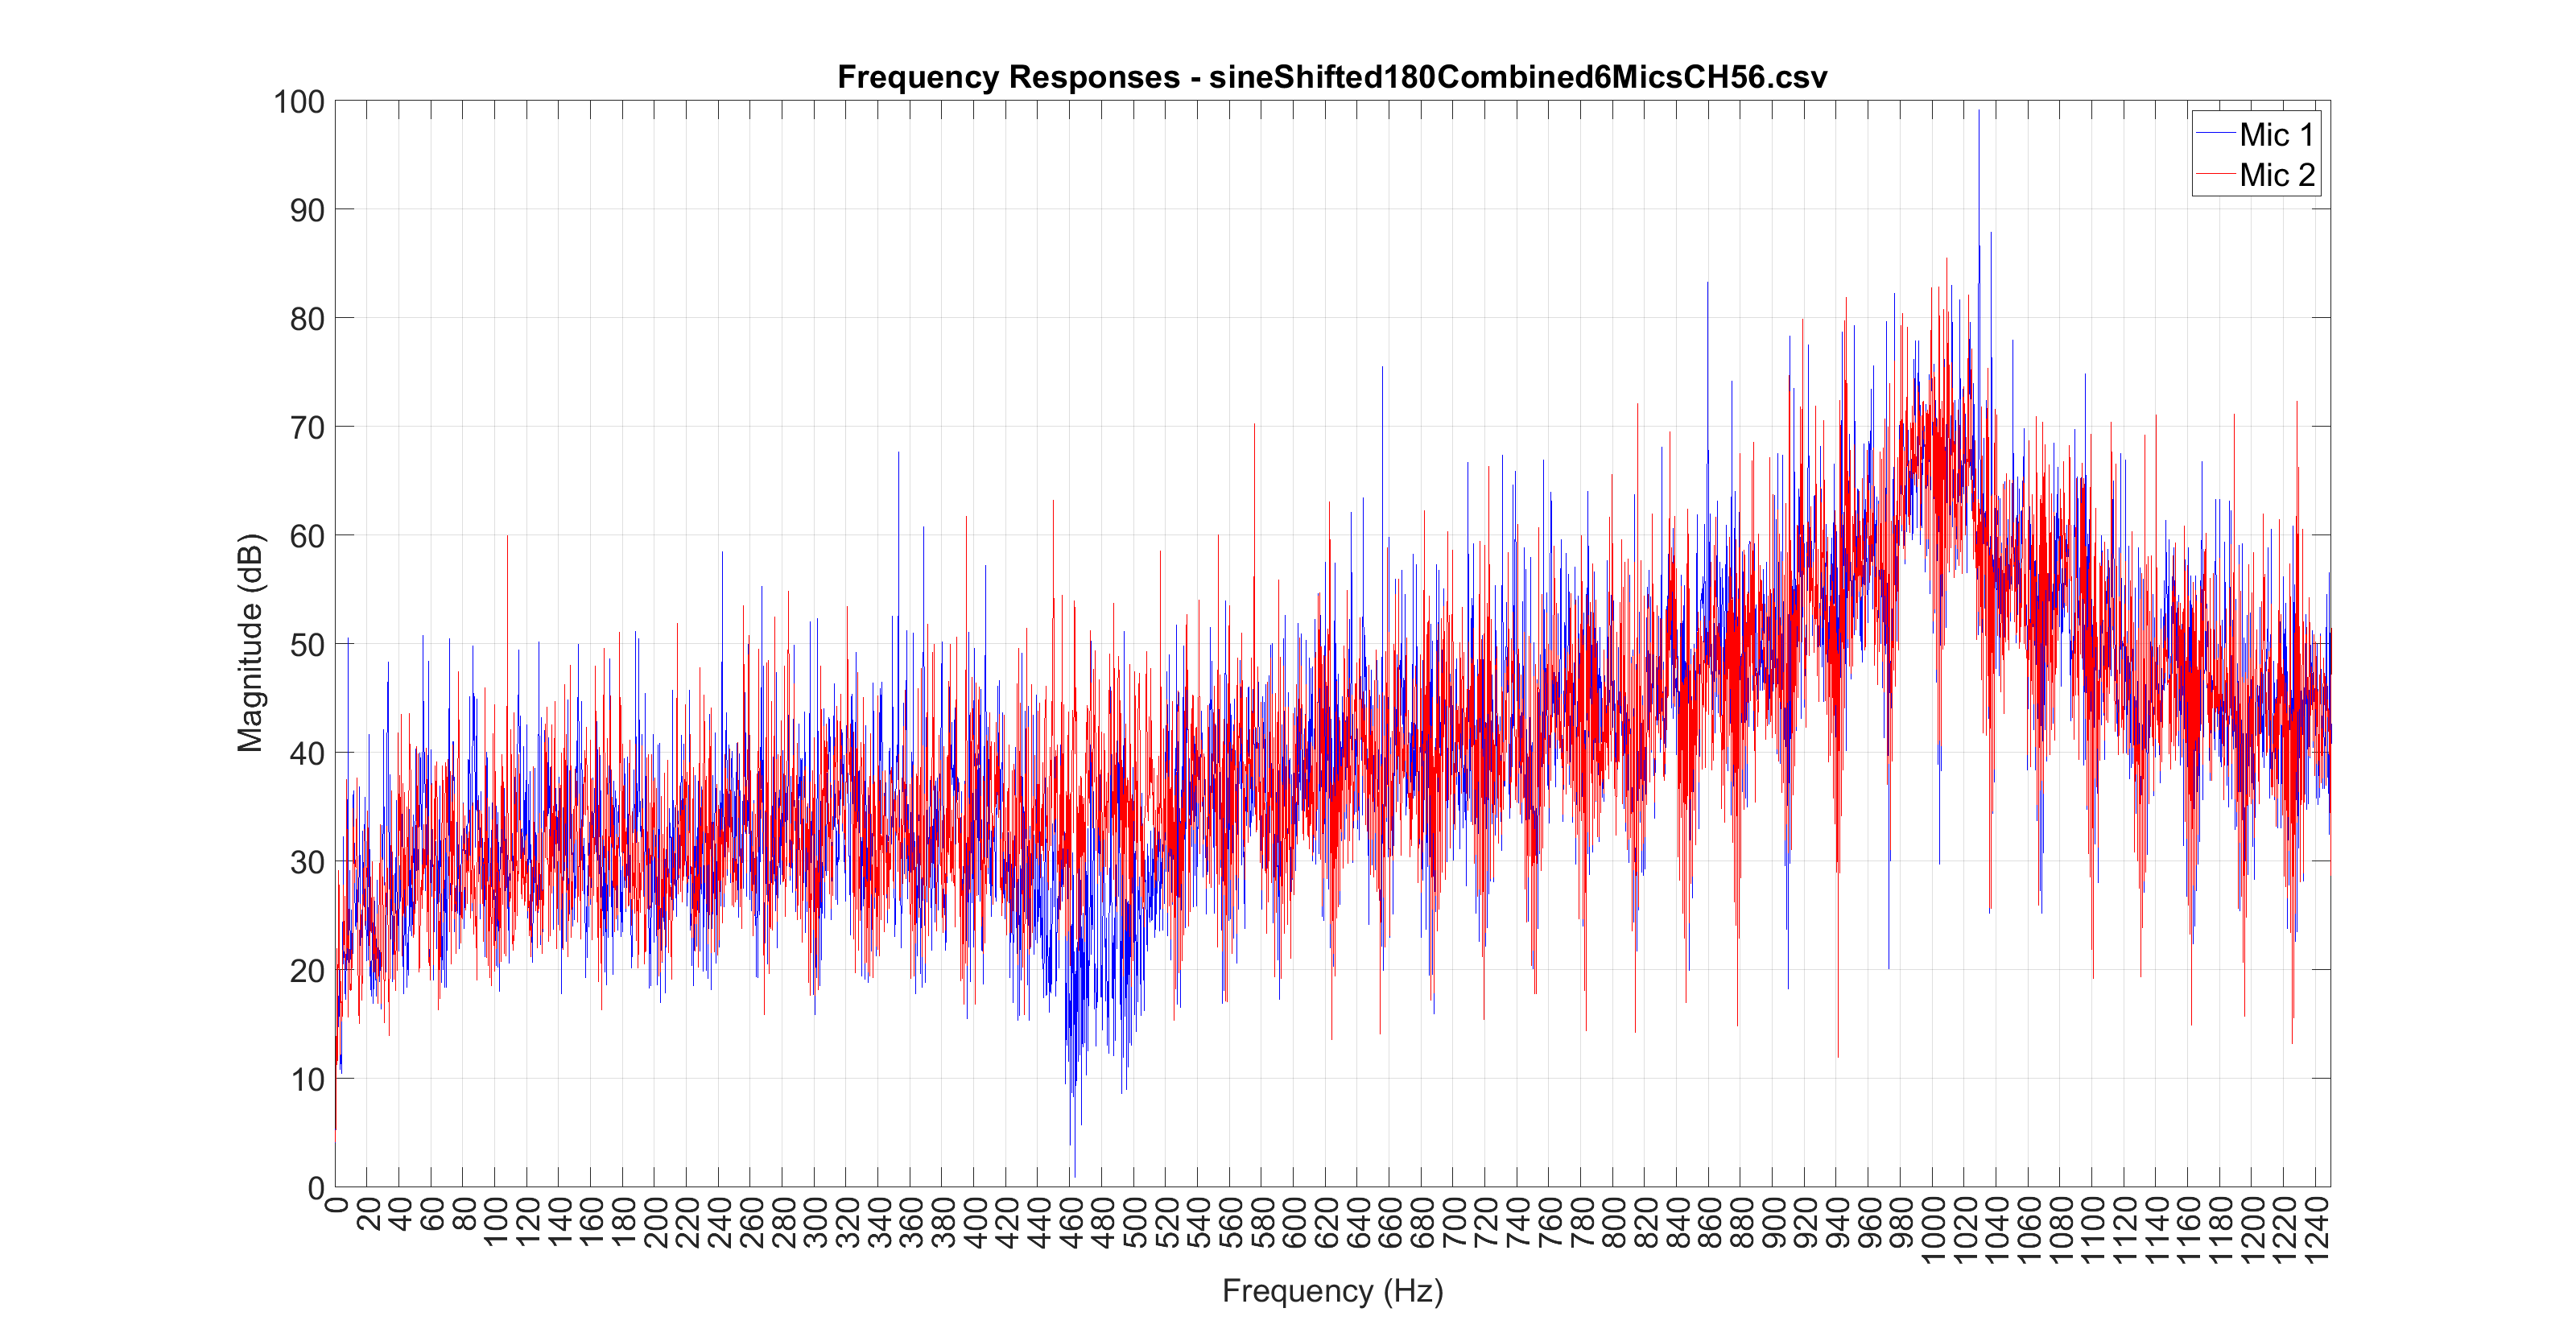 Frequency Responses - sineShifted180Combined6MicsCH56.csv
Mic 1
Mic 2
Magnitude (dB)
100
90
80
70
60
50
40
30
20
10
0
0 20 40 60 80 100 120 140 160 180 200 220 240 260 280 300 320 340 360 380 400 420 440 460 480 500 520 540 560 580 600 620 640 660 680 700 720 740 760 780 800 820 840 860 880 900 920 940 960 980 1000 1020 1040 1060 1080 1100 1120 1140 1160 1180 1200 1220 1240
Frequency (Hz)